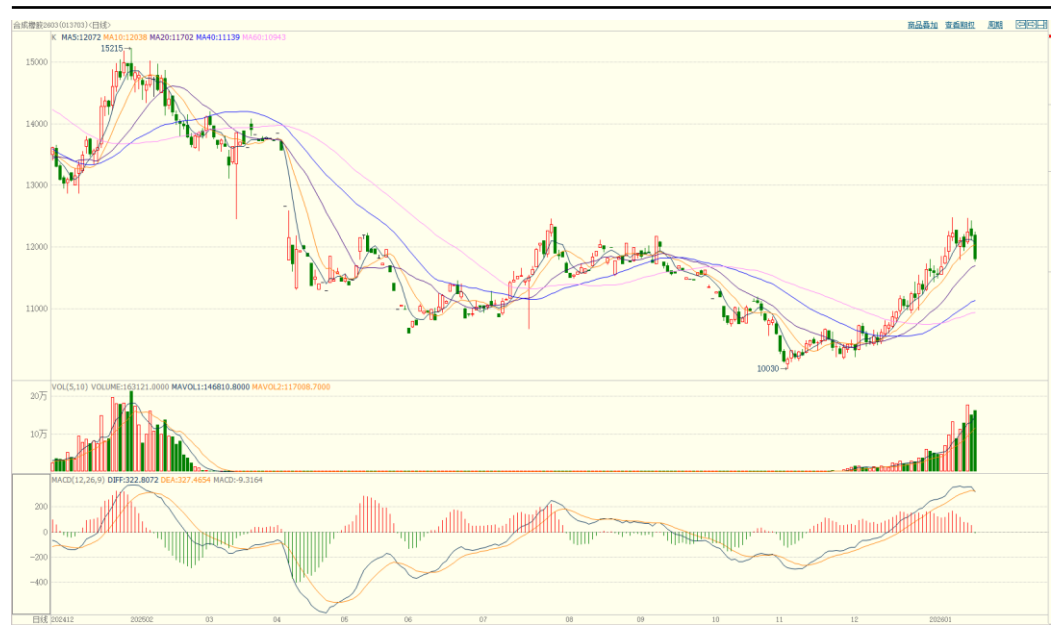 合成橡胶2603(013703)<日线>
商品叠加 查看期权 周期
K MA5:12072 MA10:12038 MA20:11702 MA40:11139 MA60:10943
15215→
15000
14000
13000
12000
11000
10030→
VOL(5,10) VOLUME:163121.0000 MAVOL1:146810.8000 MAVOL2:117008.7000
20万
10万
MACD(12,26,9) DIFF:322.8072 DEA:327.4654 MACD:-9.3164
200
0
-200
-400
日线 202412 202502 03 04 05 06 07 08 09 10 11 12 202601